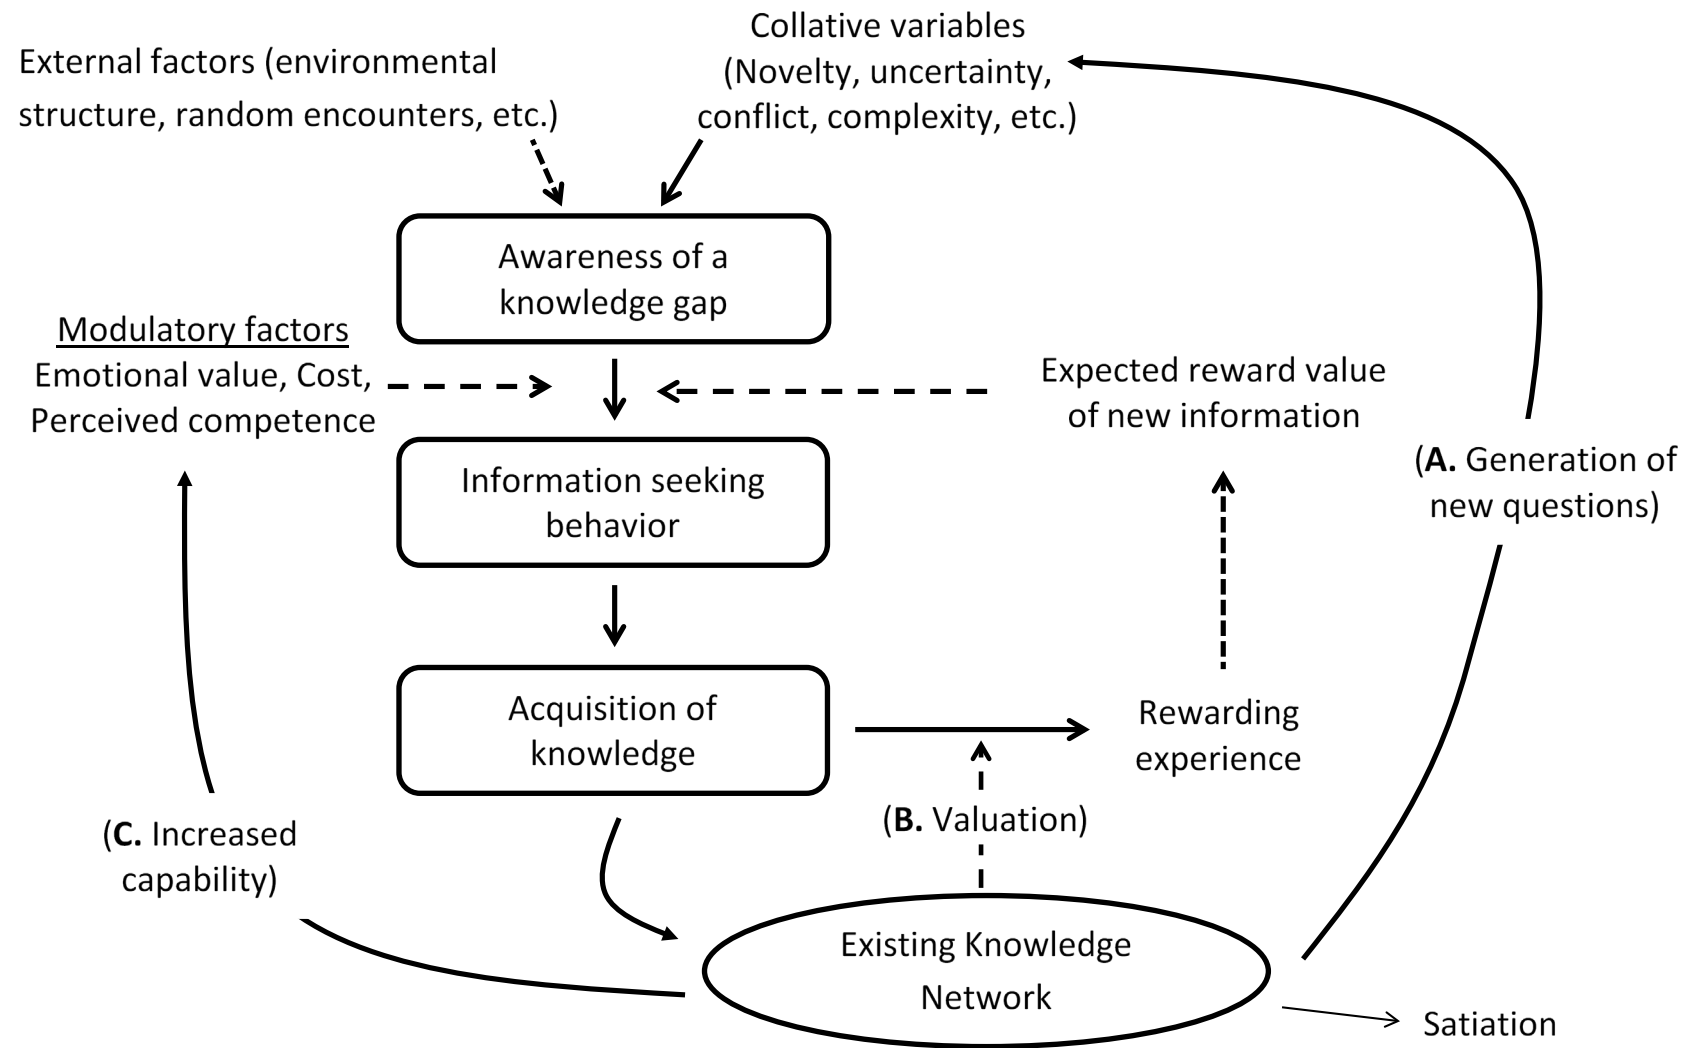 External factors (environmental
structure, random encounters, etc.)
Collative variables
(Novelty, uncertainty,
conflict, complexity, etc.)
Awareness of a
knowledge gap
Modulatory factors
Emotional value, Cost,
Perceived competence
Expected reward value
of new information
(A. Generation of
new questions)
Information seeking
behavior
Acquisition of
knowledge
Rewarding
experience
(B. Valuation)
(C. Increased
capability)
Existing Knowledge
Network
Satiation